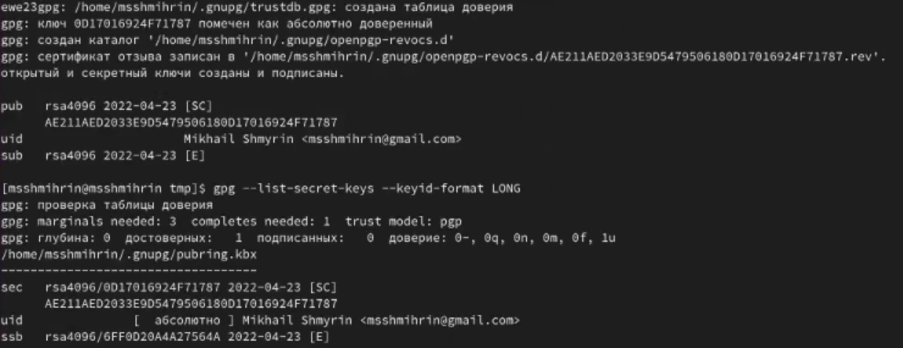 ewe23gpg: /home/msshmihrin/.gnupg/trustdb.gpg: создана таблица доверия
gpg: ключ 0D17016924F71787 помечен как абсолютно доверенный
gpg: создан каталог '/home/msshmihrin/.gnupg/openpgp-revocs.d'
gpg: сертификат отзыва записан в '/home/msshmihrin/.gnupg/openpgp-revocs.d/AE211AED2033E9D5479506180D17016924F71787.rev'.
открытый и секретный ключи созданы и подписаны.
pub   rsa4096 2022-04-23 [SC]
      AE211AED2033E9D5479506180D17016924F71787
uid                      Mikhail Shmyrin <msshmihrin@gmail.com>
sub   rsa4096 2022-04-23 [E]
[msshmihrin@msshmihrin tmp]$ gpg --list-secret-keys --keyid-format LONG
gpg: проверка таблицы доверия
gpg: marginals needed: 3  completes needed: 1  trust model: pgp
gpg: глубина: 0  достоверных:   1  подписанных:   0  доверие: 0-, 0q, 0n, 0m, 0f, 1u
/home/msshmihrin/.gnupg/pubring.kbx
-----------------------------------
sec   rsa4096/0D17016924F71787 2022-04-23 [SC]
      AE211AED2033E9D5479506180D17016924F71787
uid               [  абсолютно ] Mikhail Shmyrin <msshmihrin@gmail.com>
ssb   rsa4096/6FF0D20A4A27564A 2022-04-23 [E]